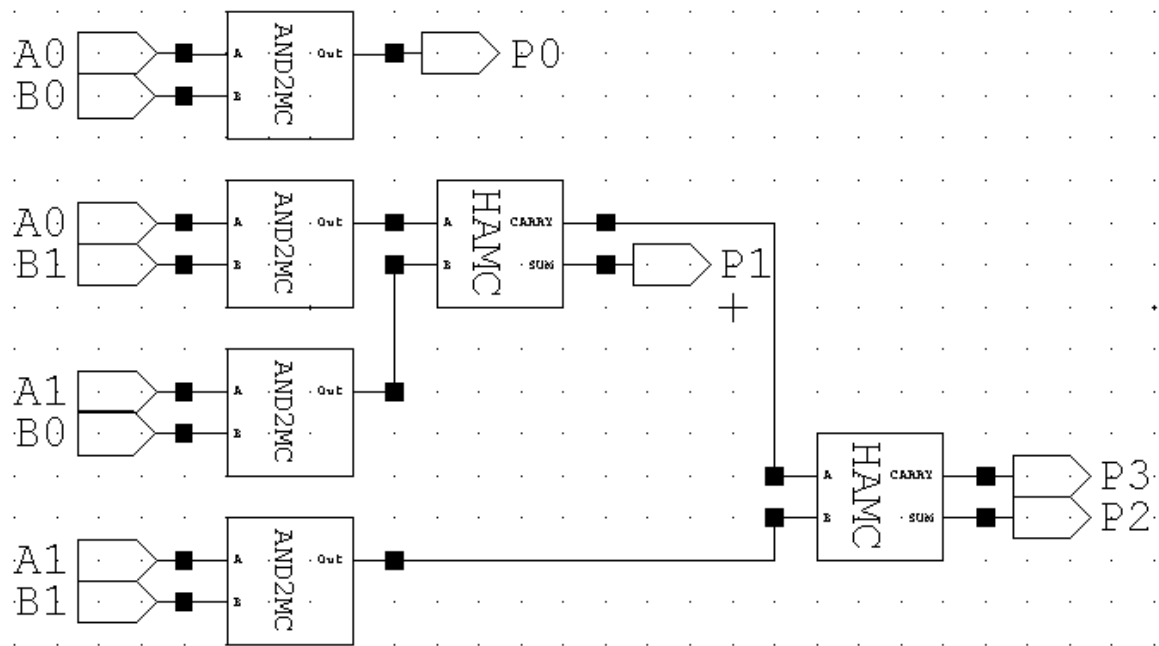 A0 A Out P0
B0 B AND2MC
A0 A Out A CARRY
B1 B AND2MC B SUM HAMC P1
A1 A Out
B0 B AND2MC
A CARRY P3
B SUM HAMC P2
A1 A Out
B1 B AND2MC